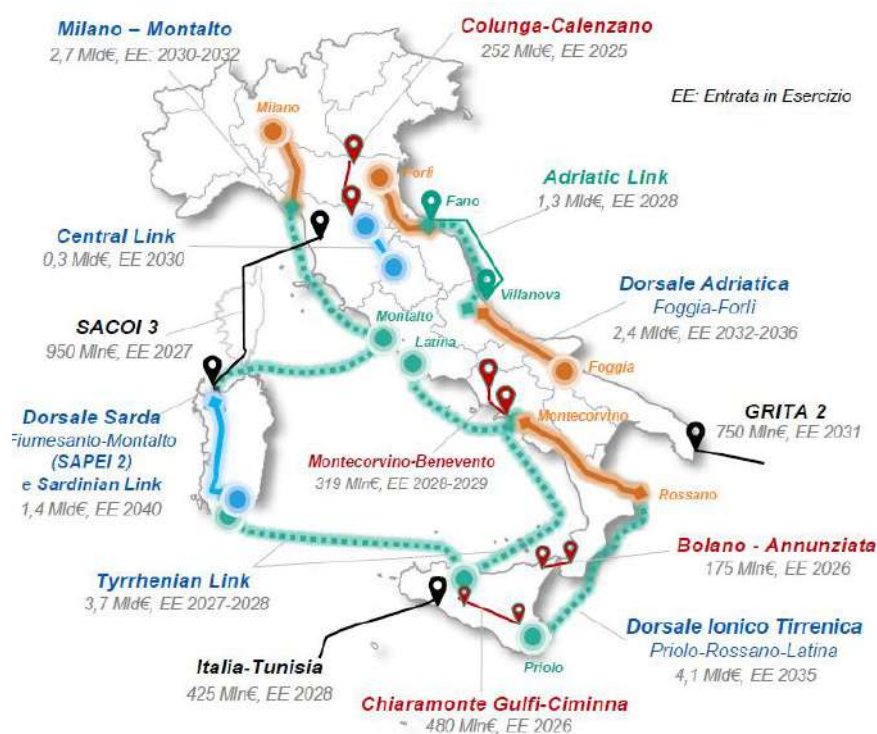 Milano – Montalto
2,7 Mld€, EE: 2030-2032
Colunga-Calenzano
252 Mld€, EE 2025
EE: Entrata in Esercizio
Milano
Forlì
Fano
Adriatic Link
1,3 Mld€, EE 2028
Central Link
0,3 Mld€, EE 2030
Villanova
Dorsale Adriatica
Foggia-Forlì
2,4 Mld€, EE 2032-2036
SACOI 3
950 Mln€, EE 2027
Montalto
Latina
Foggia
Dorsale Sarda
Fiumesanto-Montalto
(SAPEI 2)
e Sardinian Link
1,4 Mld€, EE 2040
Montecorvino
GRITA 2
750 Mln€, EE 2031
Montecorvino-Benevento
319 Mln€, EE 2028-2029
Rossano
Bolano - Annunziata
175 Mln€, EE 2026
Tyrrhenian Link
3,7 Mld€, EE 2027-2028
Dorsale Ionico Tirrenica
Priolo-Rossano-Latina
4,1 Mld€, EE 2035
Italia-Tunisia
425 Mln€, EE 2028
Priolo
Chiaramonte Gulfi-Ciminna
480 Mln€, EE 2026